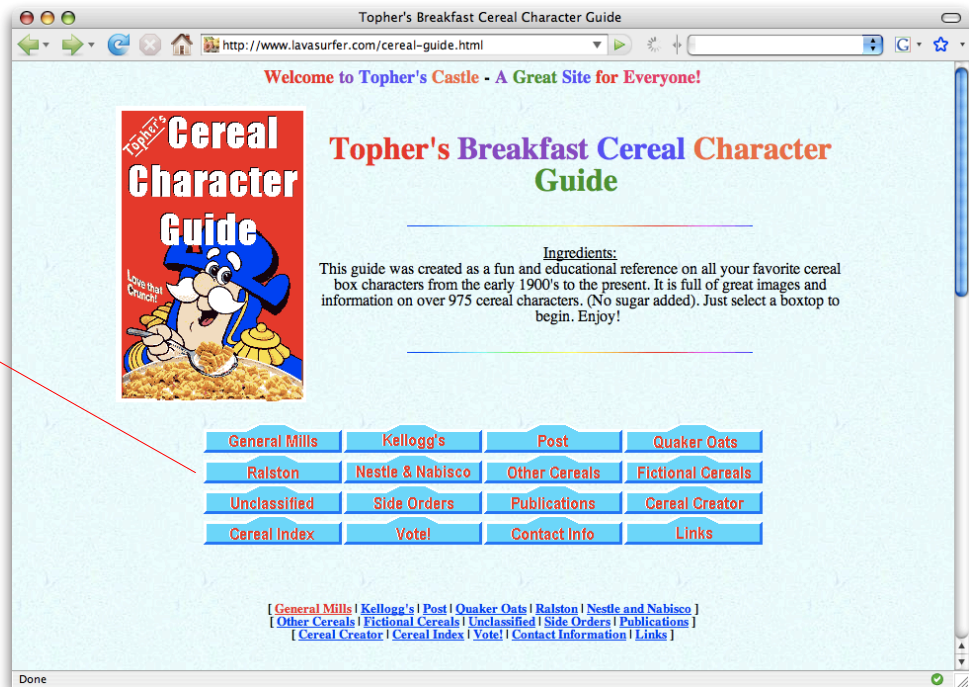 Topher's Breakfast Cereal Character Guide
http://www.lavasurfer.com/cereal-guide.html
G
Welcome to Topher's Castle - A Great Site for Everyone!
Topher's
Cereal
Character
Guide
Love that
Crunch!
Topher's Breakfast Cereal Character
Guide
Ingredients:
This guide was created as a fun and educational reference on all your favorite cereal
box characters from the early 1900's to the present. It is full of great images and
information on over 975 cereal characters. (No sugar added). Just select a boxtop to
begin. Enjoy!
General Mills Kellogg's Post Quaker Oats
Ralston Nestle & Nabisco Other Cereals Fictional Cereals
Unclassified Side Orders Publications Cereal Creator
Cereal Index Vote! Contact Info Links
[ General Mills | Kellogg's | Post | Quaker Oats | Ralston | Nestle and Nabisco ]
[ Other Cereals | Fictional Cereals | Unclassified | Side Orders | Publications ]
[ Cereal Creator | Cereal Index | Vote! | Contact Information | Links ]
Done